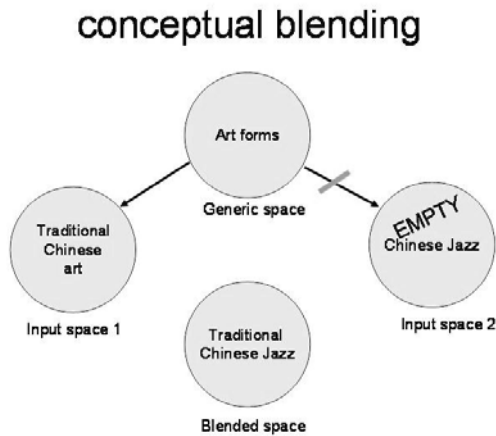 conceptual blending
Art forms
Generic space
Traditional
Chinese
art
Input space 1
EMPTY
Chinese Jazz
Input space 2
Traditional
Chinese Jazz
Blended space